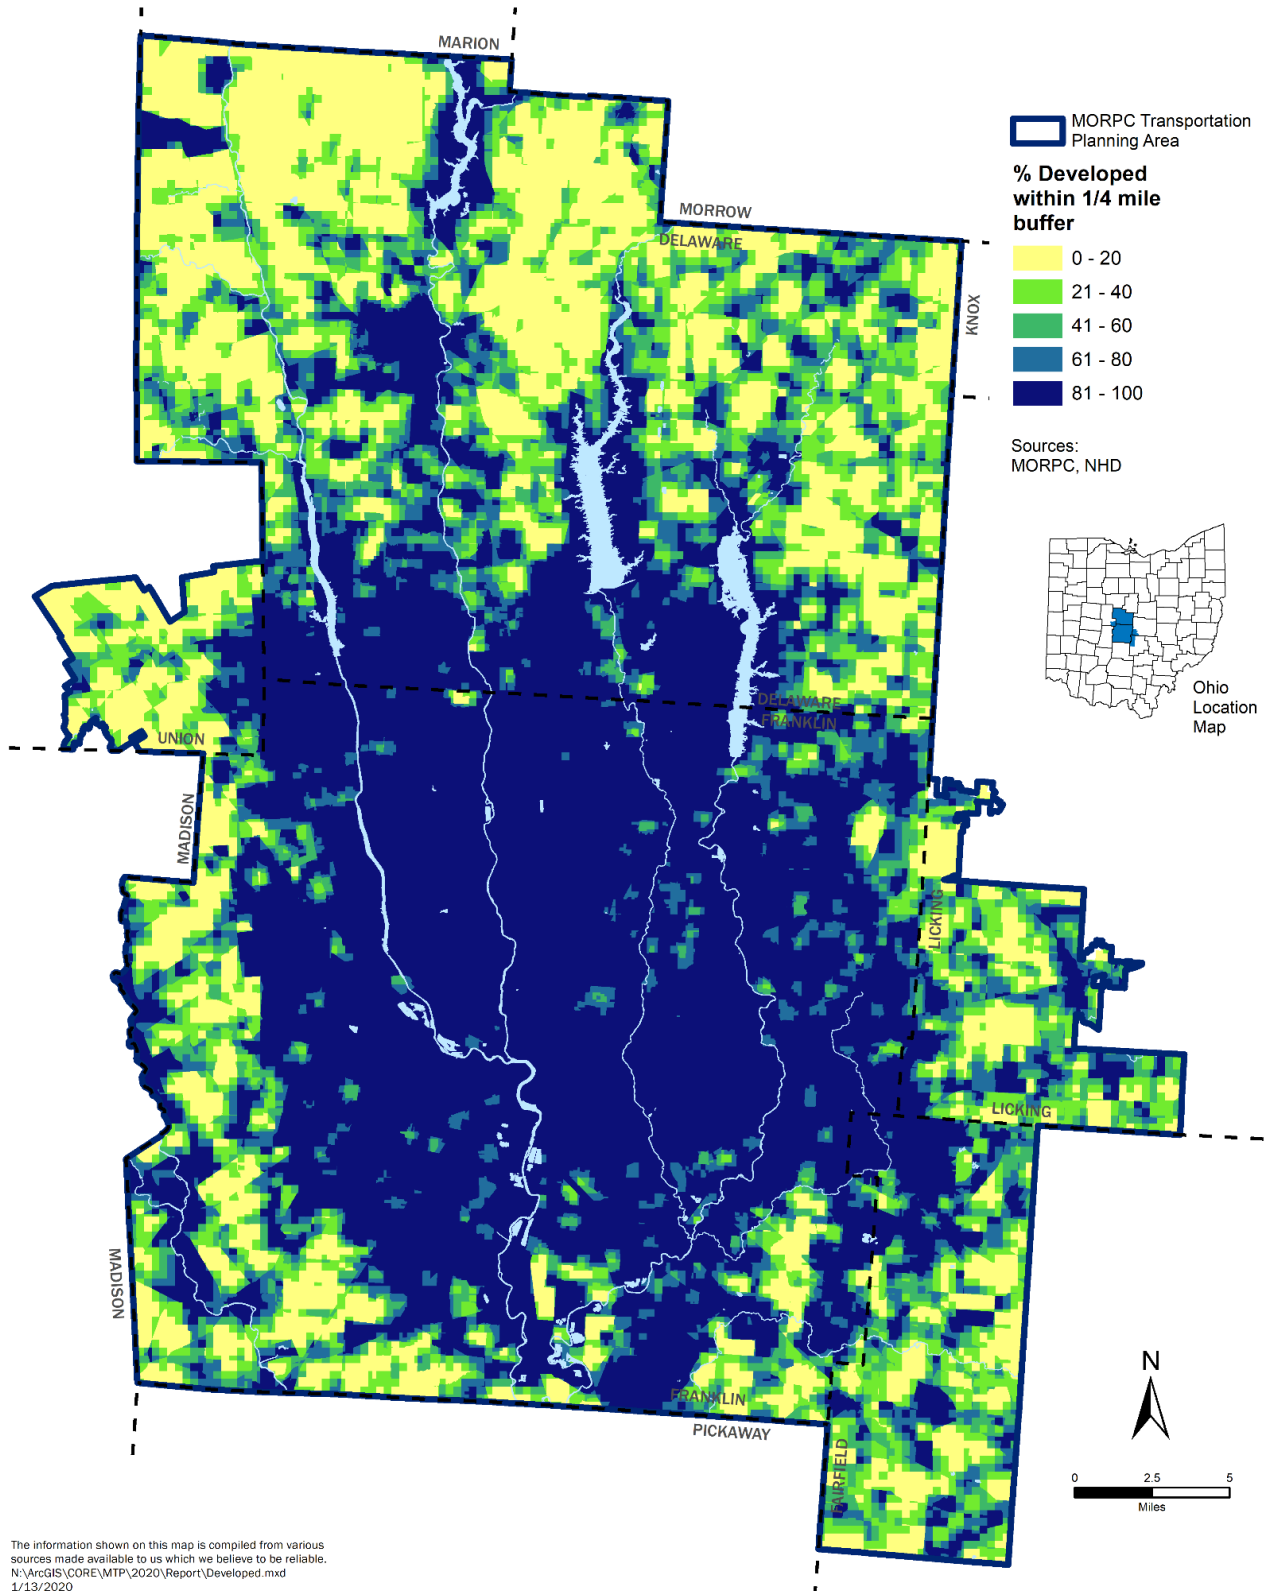 MARION
MORPC Transportation
Planning Area
% Developed
within 1/4 mile
buffer
0 - 20
21 - 40
41 - 60
61 - 80
81 - 100
Sources:
MORPC, NHD
MORROW
DELAWARE
KNOX
Ohio
Location
Map
DELAWARE
FRANKLIN
UNION
MADISON
LICKING
LICKING
MADISON
FRANKLIN
PICKAWAY
FAIRFIELD
N
0 2.5 5
Miles
The information shown on this map is compiled from various
sources made available to us which we believe to be reliable.
N:\ArcGIS\CORE\MTP\2020\Report\Developed.mxd
1/13/2020